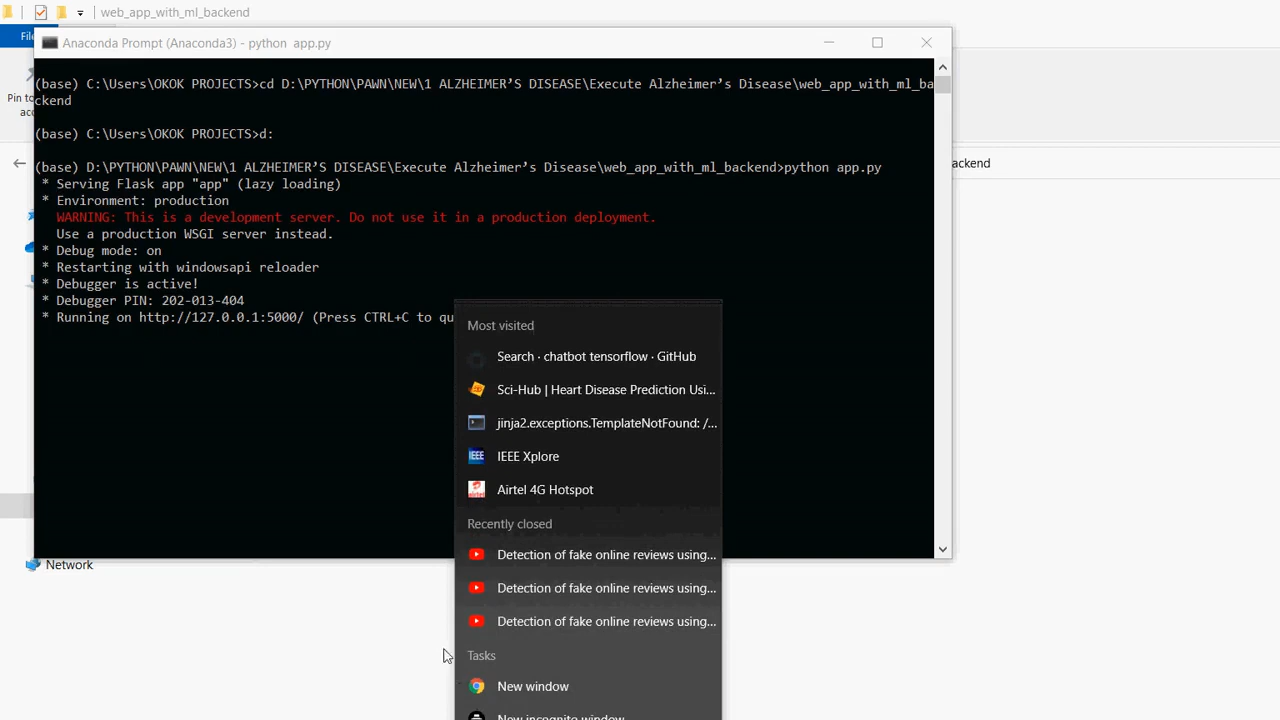 web_app_with_ml_backend
File
Anaconda Prompt (Anaconda3) - python  app.py
Pin to
(base) C:\Users\OKOK PROJECTS>cd D:\PYTHON\PAWN\NEW\1 ALZHEIMER’S DISEASE\Execute Alzheimer’s Disease\web_app_with_ml_ba
ckend
(base) C:\Users\OKOK PROJECTS>d:
(base) D:\PYTHON\PAWN\NEW\1 ALZHEIMER’S DISEASE\Execute Alzheimer’s Disease\web_app_with_ml_backend>python app.py
* Serving Flask app "app" (lazy loading)
* Environment: production
WARNING: This is a development server. Do not use it in a production deployment.
Use a production WSGI server instead.
* Debug mode: on
* Restarting with windowsapi reloader
* Debugger is active!
* Debugger PIN: 202-013-404
* Running on http://127.0.0.1:5000/ (Press CTRL+C to qu
ackend
Most visited
Search · chatbot tensorflow · GitHub
Sci-Hub | Heart Disease Prediction Usi...
jinja2.exceptions.TemplateNotFound: /...
IEEE Xplore
Airtel 4G Hotspot
Recently closed
Detection of fake online reviews using...
Detection of fake online reviews using...
Detection of fake online reviews using...
Tasks
New window
New incognito window
Network